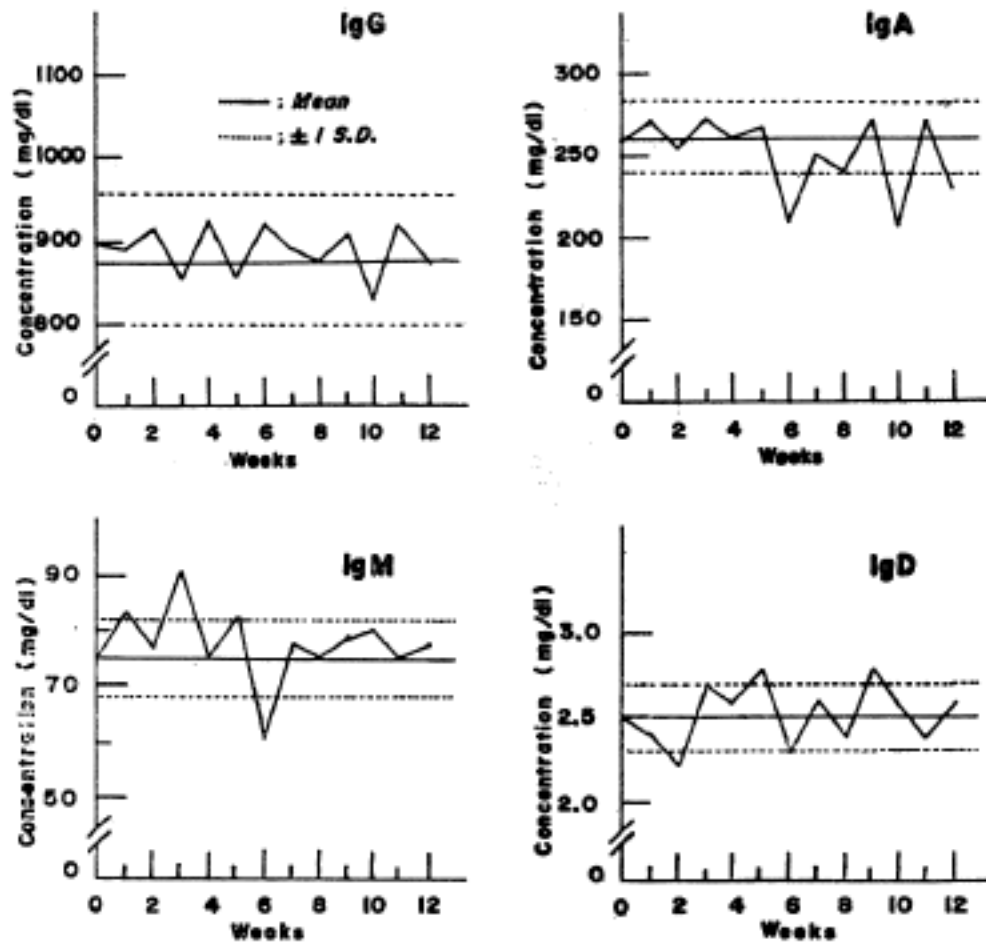 IgG
Concentration (mg/dl)
1100
1000
900
800
0
; Mean
; ± 1 S.D.
0 2 4 6 8 10 12
Weeks
IgA
Concentration (mg/dl)
300
250
200
150
0
0 2 4 6 8 10 12
Weeks
IgM
Concentration (mg/dl)
90
70
50
0
0 2 4 6 8 10 12
Weeks
IgD
Concentration (mg/dl)
3.0
2.5
2.0
0
0 2 4 6 8 10 12
Weeks